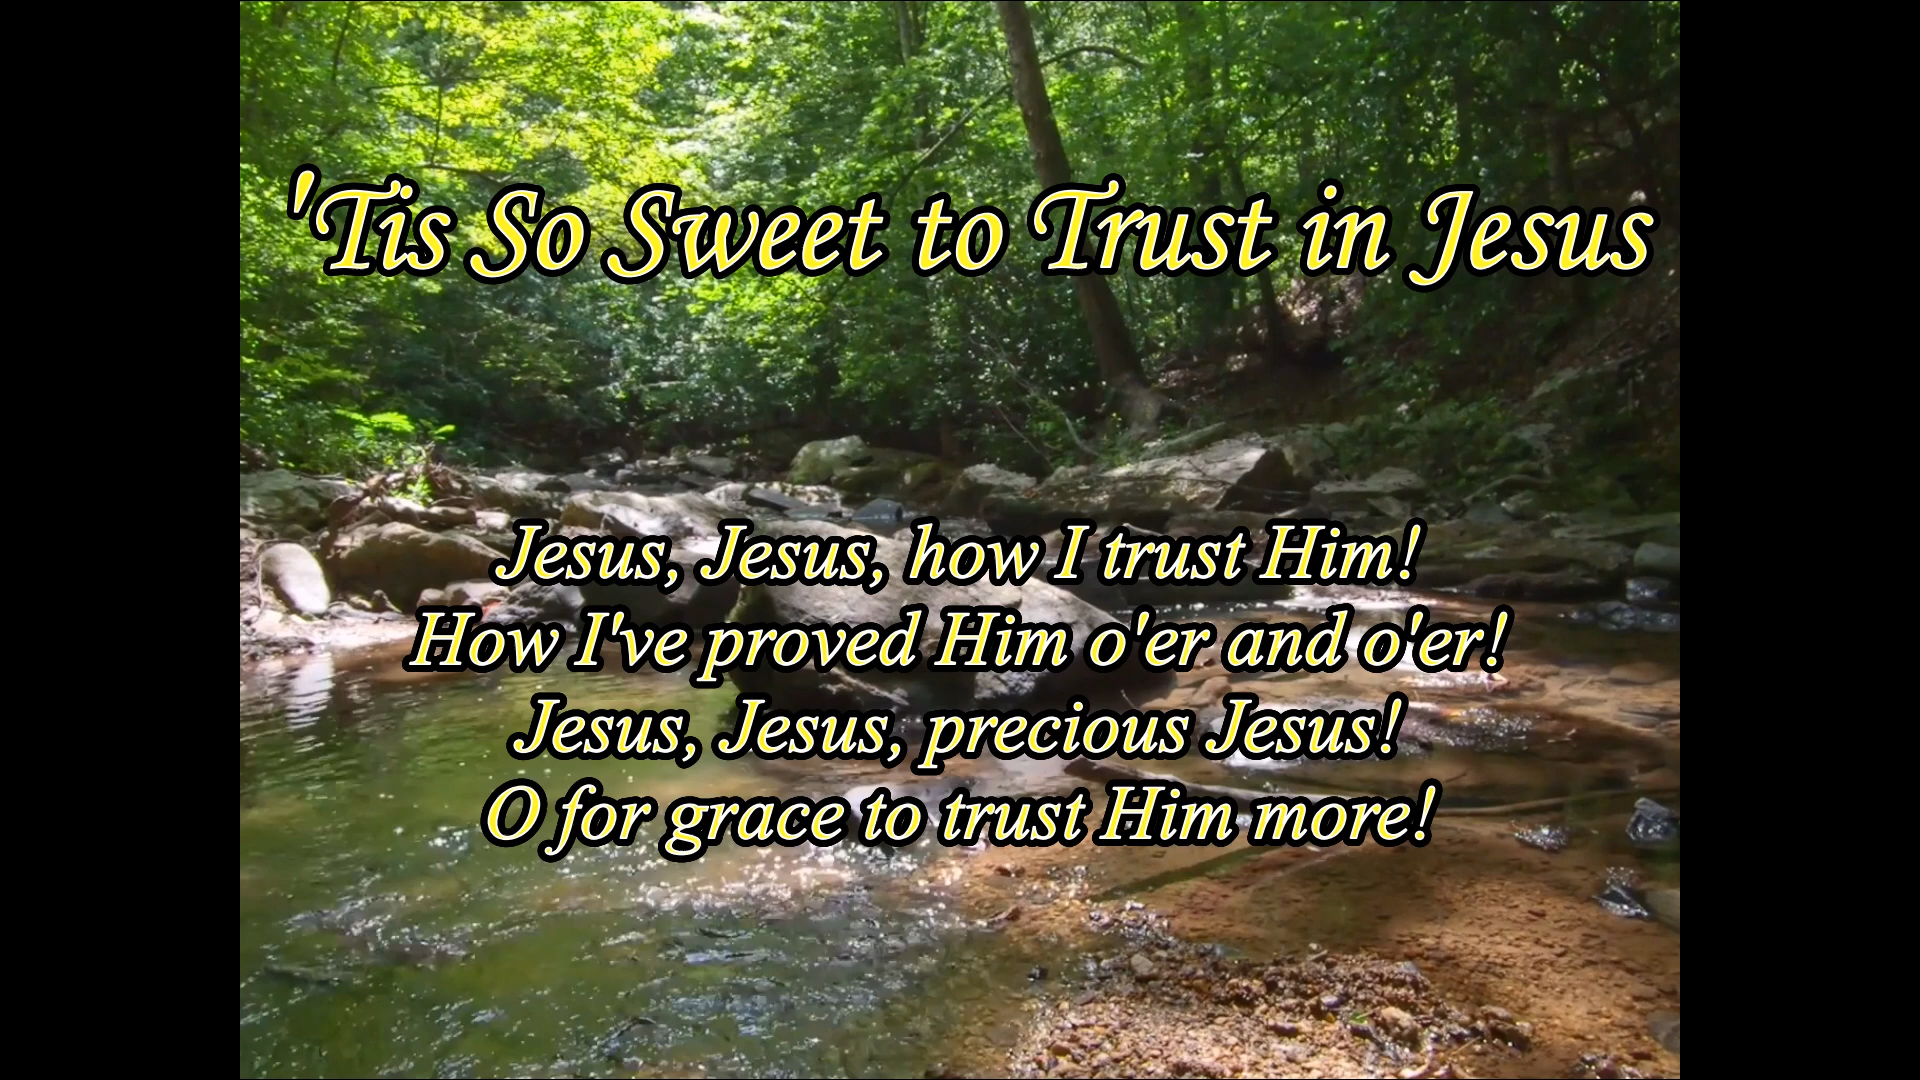 'Tis So Sweet to Trust in Jesus
Jesus, Jesus, how I trust Him!
How I've proved Him o'er and o'er!
Jesus, Jesus, precious Jesus!
O for grace to trust Him more!